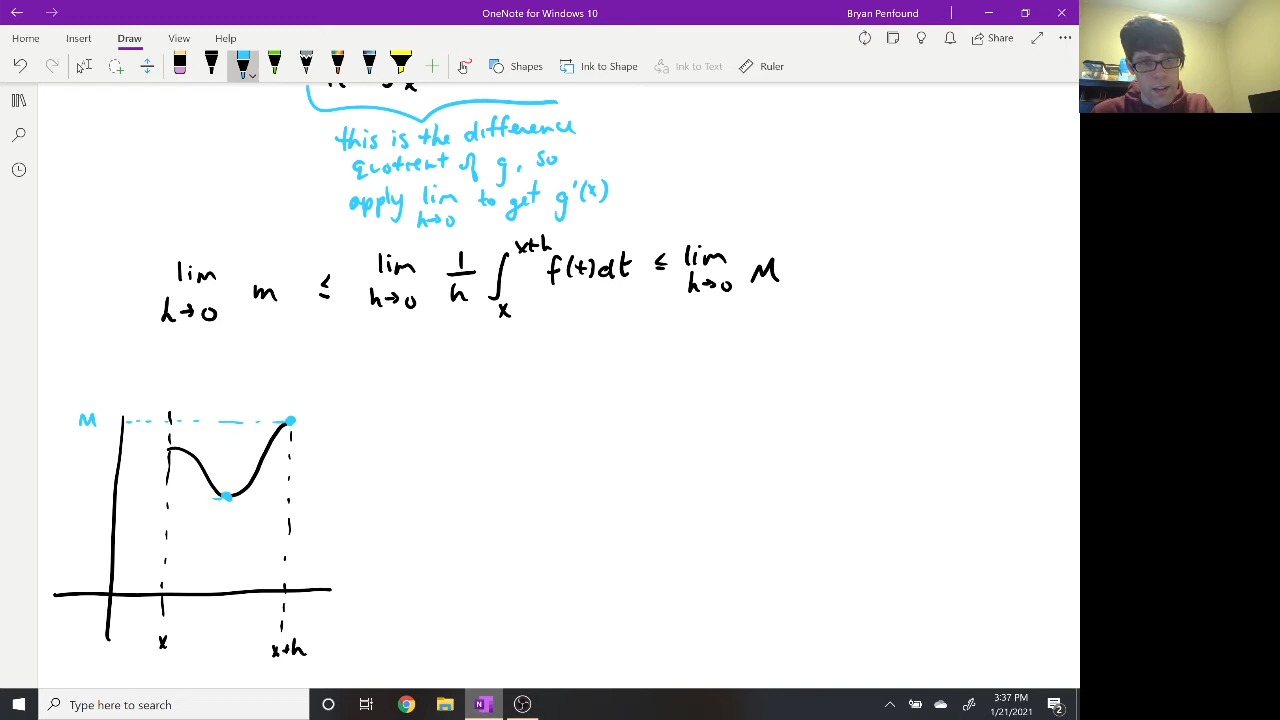 OneNote for Windows 10
Bryan Penfound
Home Insert Draw View Help
Share
Shapes Ink to Shape Ink to Text Ruler
this is the difference
quotient of g, so
apply lim h→0 to get g'(x)
lim h→0 m ≤ lim h→0 1/h ∫ₓˣ⁺ʰ f(t)dt ≤ lim h→0 M
M
x
x+h
Type here to search
3:37 PM
1/21/2021
2